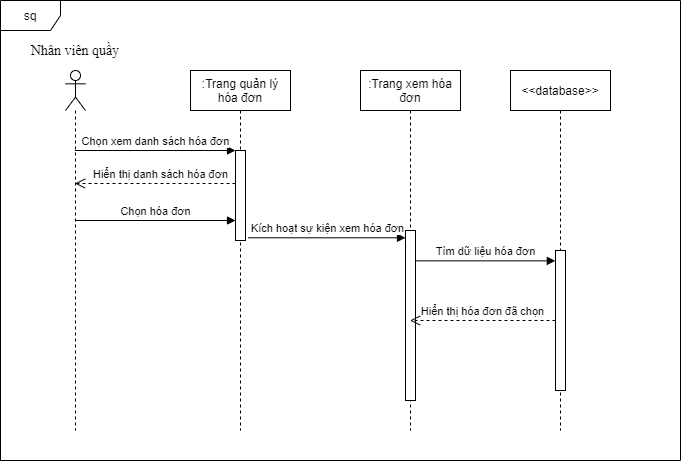 sq
Nhân viên quầy
:Trang quản lý
hóa đơn
:Trang xem hóa
đơn
<<database>>
Chọn xem danh sách hóa đơn
Hiển thị danh sách hóa đơn
Chọn hóa đơn
Kích hoạt sự kiện xem hóa đơn
Tìm dữ liệu hóa đơn
Hiển thị hóa đơn đã chọn